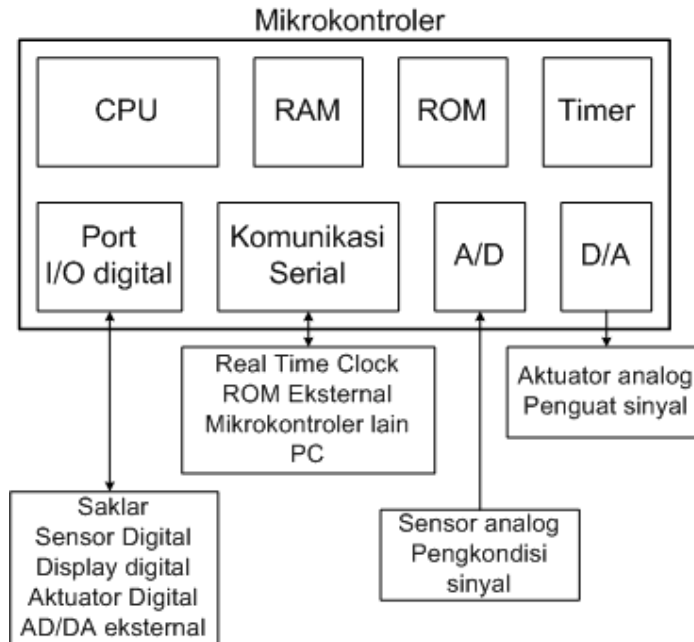 Mikrokontroler
CPU
RAM
ROM
Timer
Port
I/O digital
Komunikasi
Serial
A/D
D/A
Real Time Clock
ROM Eksternal
Mikrokontroler lain
PC
Aktuator analog
Penguat sinyal
Saklar
Sensor Digital
Display digital
Aktuator Digital
AD/DA eksternal
Sensor analog
Pengkondisi
sinyal